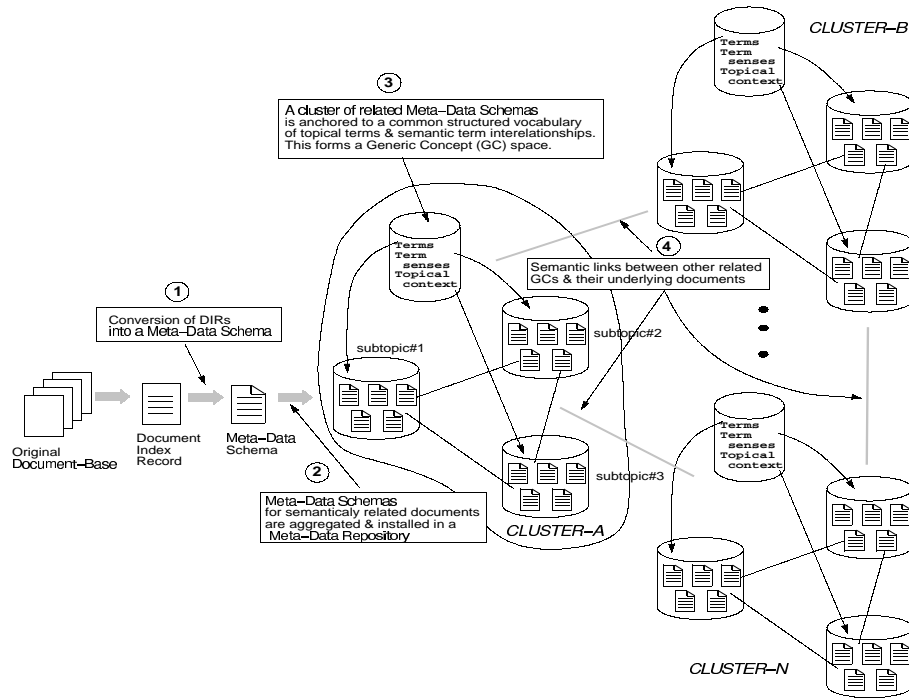 CLUSTER-B
Terms
Term
senses
Topical
context
3
A cluster of related Meta-Data Schemas
is anchored to a common structured vocabulary
of topical terms & semantic term interelationships.
This forms a Generic Concept (GC) space.
4
Semantic links between other related
GCs & their underlying documents
Terms
Term
senses
Topical
context
1
Conversion of DIRs
into a Meta-Data Schema
subtopic#1
subtopic#2
subtopic#3
Original
Document-Base
Document
Index
Record
Meta-Data
Schema
2
Meta-Data Schemas
for semanticaly related documents
are aggregated & installed in a
Meta-Data Repository
CLUSTER-A
Terms
Term
senses
Topical
context
CLUSTER-N